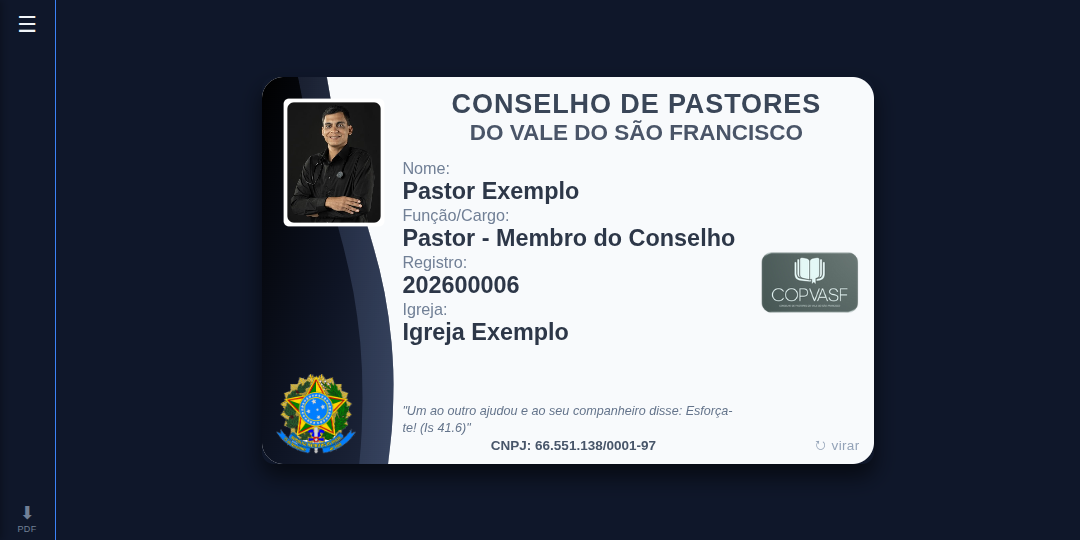 CONSELHO DE PASTORES
DO VALE DO SÃO FRANCISCO
Nome:
Pastor Exemplo
Função/Cargo:
Pastor - Membro do Conselho
Registro:
202600006
Igreja:
Igreja Exemplo
COPVASF
"Um ao outro ajudou e ao seu companheiro disse: Esforça-
te! (Is 41.6)"
CNPJ: 66.551.138/0001-97
↻ virar
PDF